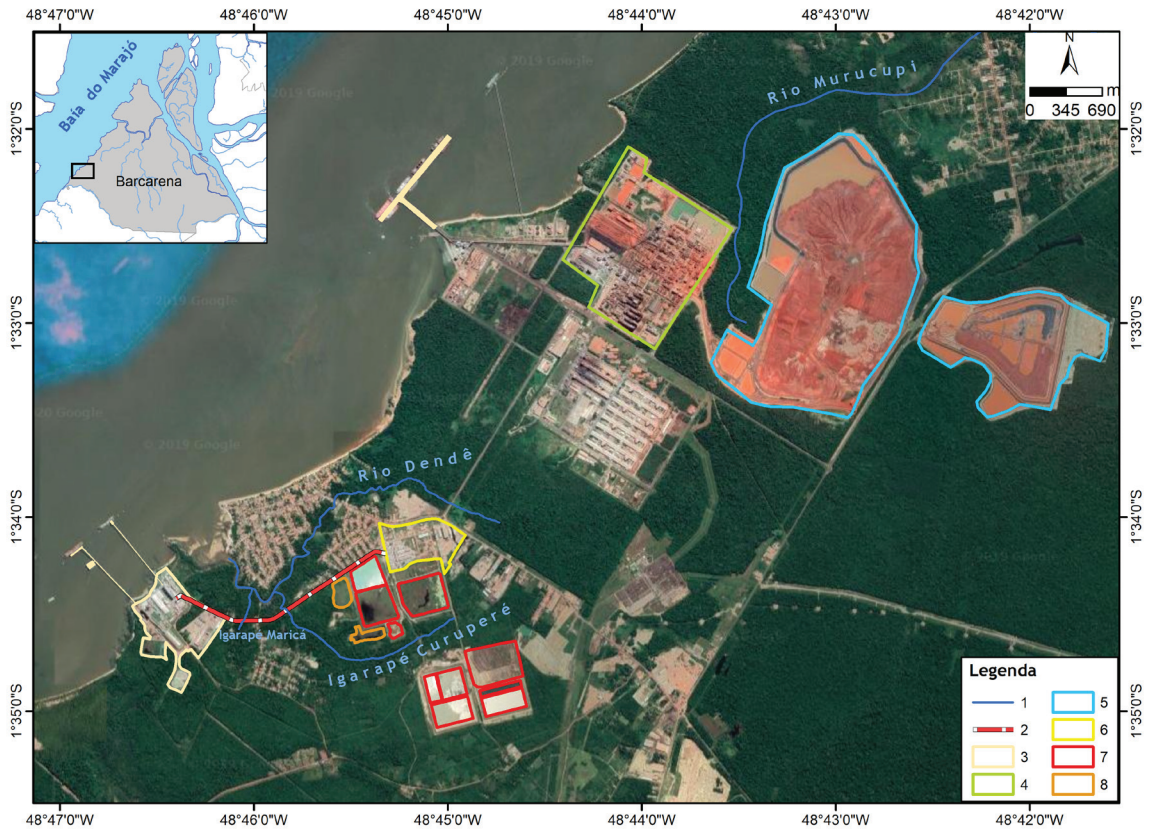 48°47'0"W 48°46'0"W 48°45'0"W 48°44'0"W 48°43'0"W 48°42'0"W
Baía do Marajó
Barcarena
© 2019 Google
2019 Google
N
m
0 345 690
Rio Murucupi
1°32'0"S 1°32'0"S
© 2019 Google
1°33'0"S 1°33'0"S
20 Google
© 2019 Google
Rio Dendê
1°34'0"S 1°34'0"S
Igarapé Maricá
Igarapé Curuperé
1°35'0"S 1°35'0"S
Legenda
1 5
2 6
3 7
4 8
48°47'0"W 48°46'0"W 48°45'0"W 48°44'0"W 48°43'0"W 48°42'0"W